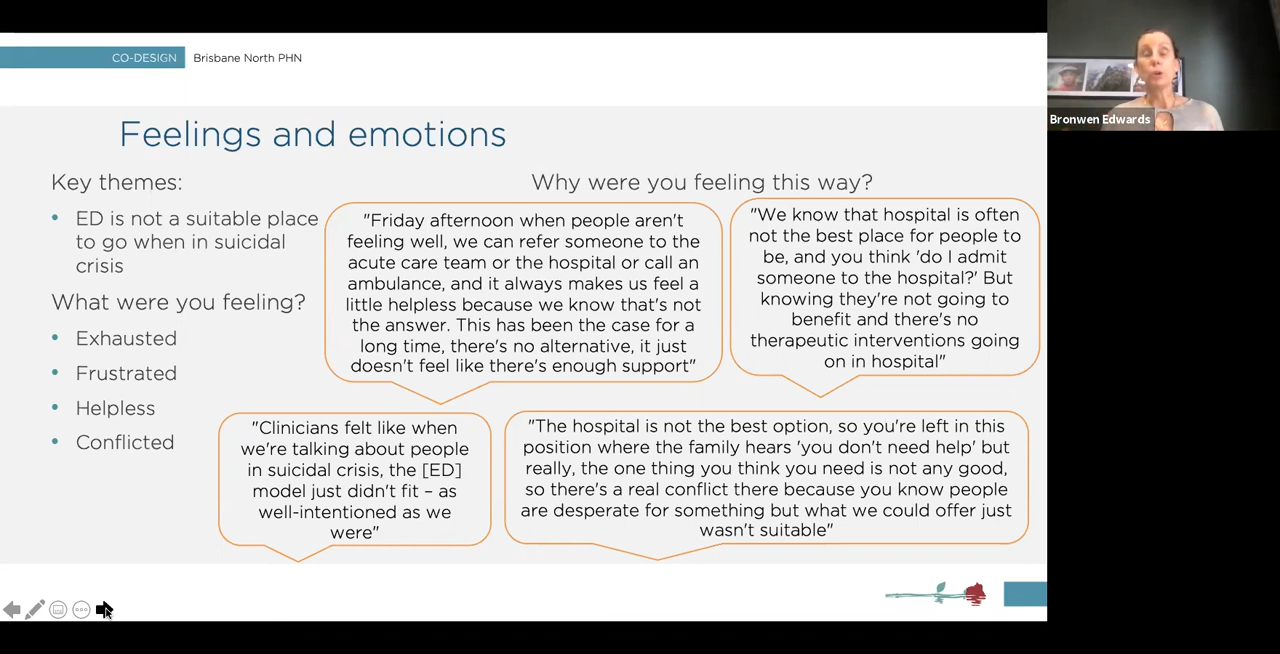 CO-DESIGN Brisbane North PHN
Feelings and emotions
Key themes:
• ED is not a suitable place
to go when in suicidal
crisis
What were you feeling?
• Exhausted
• Frustrated
• Helpless
• Conflicted
Why were you feeling this way?
"Friday afternoon when people aren't
feeling well, we can refer someone to the
acute care team or the hospital or call an
ambulance, and it always makes us feel a
little helpless because we know that's not
the answer. This has been the case for a
long time, there's no alternative, it just
doesn't feel like there's enough support"
"We know that hospital is often
not the best place for people to
be, and you think 'do I admit
someone to the hospital?' But
knowing they're not going to
benefit and there's no
therapeutic interventions going
on in hospital"
"Clinicians felt like when
we're talking about people
in suicidal crisis, the [ED]
model just didn't fit – as
well-intentioned as we
were"
"The hospital is not the best option, so you're left in this
position where the family hears 'you don't need help' but
really, the one thing you think you need is not any good,
so there's a real conflict there because you know people
are desperate for something but what we could offer just
wasn't suitable"
Bronwen Edwards